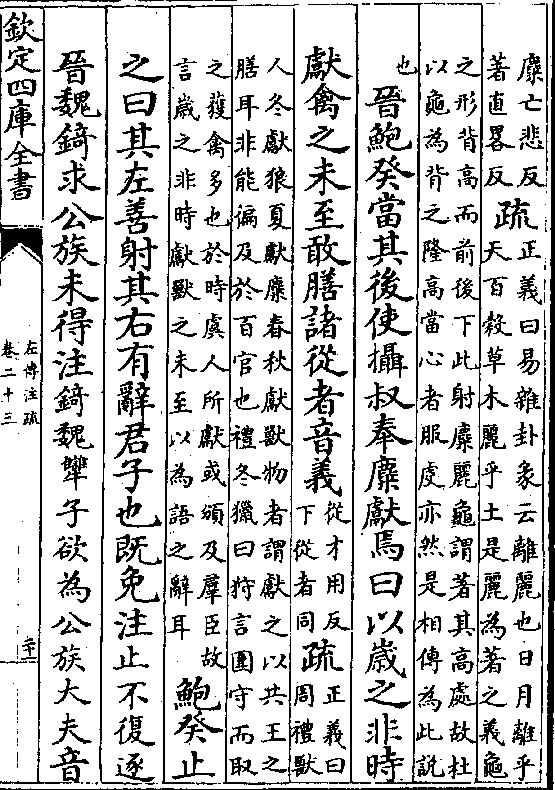 麋亡悲反
著直畧反
疏
正義曰易雜卦彖云離麗也日月離乎
天百穀草木麗乎土是麗為著之義龜
之形背高而前後下此射麋麗龜謂著其高處故杜
以龜為背之隆高當心者服虔亦然是相傳為此說
也
晉鮑癸當其後使攝叔奉麋獻焉曰以歲之非時
獻禽之未至敢膳諸從者音義
從才用反
下從者同
疏
正義曰
周禮獸
人冬獻狼夏獻麋春秋獻獸物者謂獻之以共王之
膳耳非能徧及於百官也禮冬獵曰狩言圍守而取
之獲禽多也於時虞人所獻或頒及羣臣故
言歲之非時獻獸之未至以為語之辭耳
鮑癸止
之曰其左善射其右有辭君子也既免注止不復逐
晉魏錡求公族未得注錡魏犨子欲為公族大夫音
欽定四庫全書
左傳注疏
卷二十三